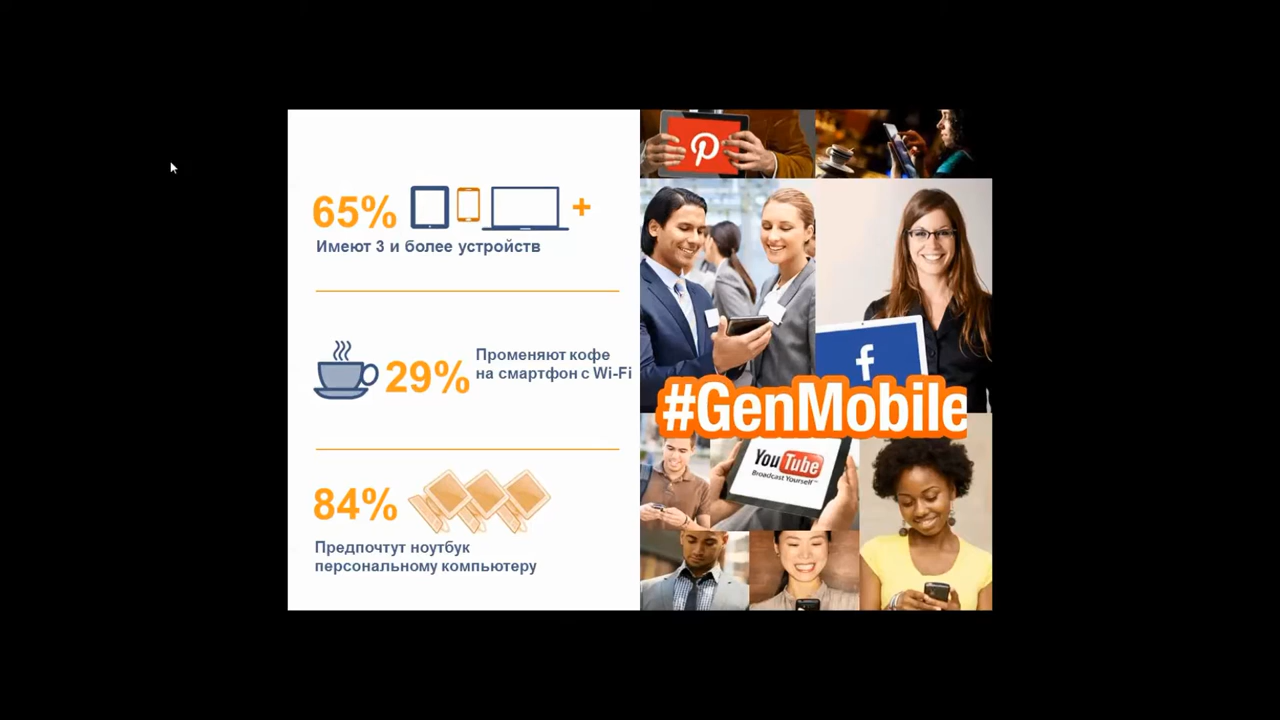 65% +
Имеют 3 и более устройств
29%
Променяют кофе
на смартфон с Wi-Fi
84%
Предпочтут ноутбук
персональному компьютеру
#GenMobile
YouTube
Broadcast Yourself™